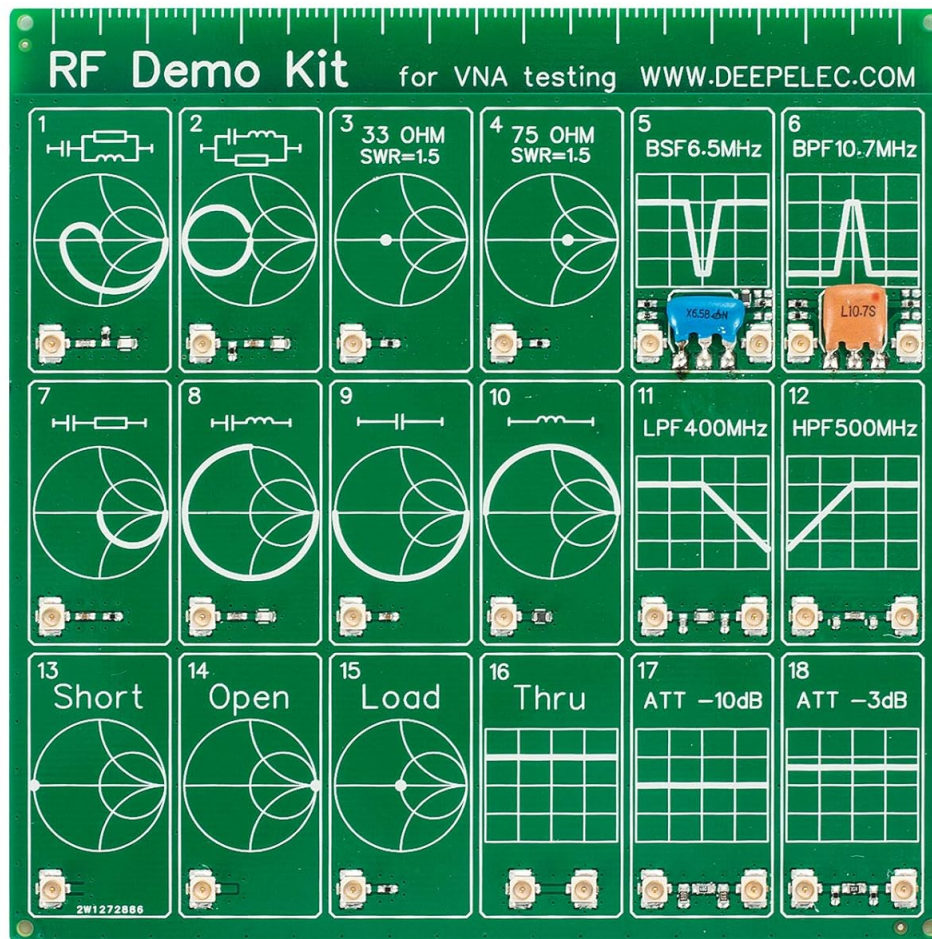 RF Demo Kit for VNA testing WWW.DEEPELEC.COM
1
2
3 33 OHM
SWR=1.5
4 75 OHM
SWR=1.5
5
BSF6.5MHz
6
BPF10.7MHz
L10.7S
7
8
9
10
11
LPF400MHz
12
HPF500MHz
13
Short
14
Open
15
Load
16
Thru
17
ATT -10dB
18
ATT -3dB
2W1272886